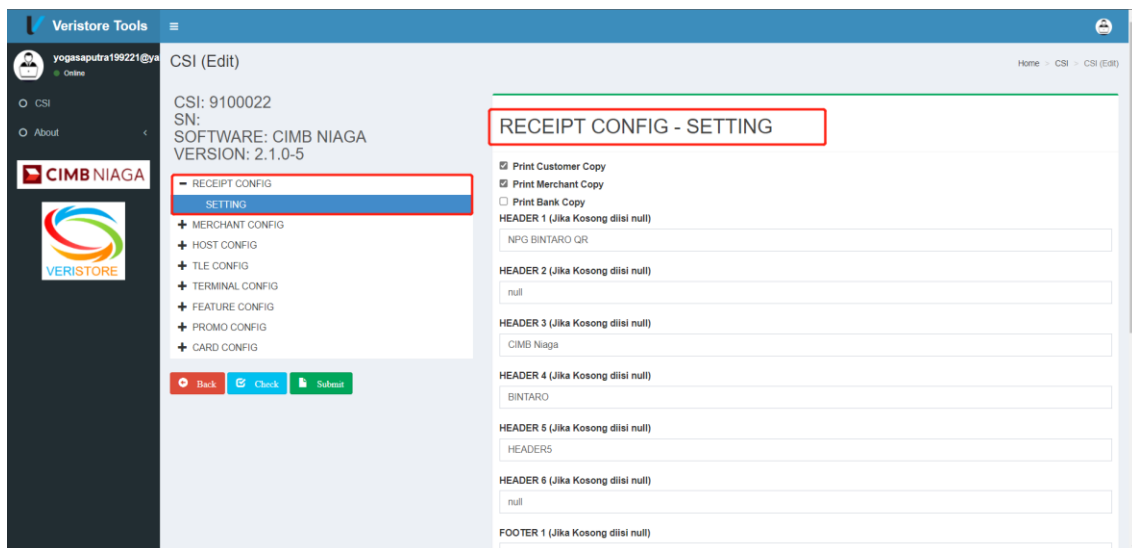 Veristore Tools
yogasaputra199221@ya
Online
CSI
About
CIMB NIAGA
VERISTORE
CSI (Edit)
Home > CSI > CSI (Edit)
CSI: 9100022
SN:
SOFTWARE: CIMB NIAGA
VERSION: 2.1.0-5
RECEIPT CONFIG
SETTING
MERCHANT CONFIG
HOST CONFIG
TLE CONFIG
TERMINAL CONFIG
FEATURE CONFIG
PROMO CONFIG
CARD CONFIG
Back Check Submit
RECEIPT CONFIG - SETTING
Print Customer Copy
Print Merchant Copy
Print Bank Copy
HEADER 1 (Jika Kosong diisi null)
NPG BINTARO QR
HEADER 2 (Jika Kosong diisi null)
null
HEADER 3 (Jika Kosong diisi null)
CIMB Niaga
HEADER 4 (Jika Kosong diisi null)
BINTARO
HEADER 5 (Jika Kosong diisi null)
HEADER5
HEADER 6 (Jika Kosong diisi null)
null
FOOTER 1 (Jika Kosong diisi null)